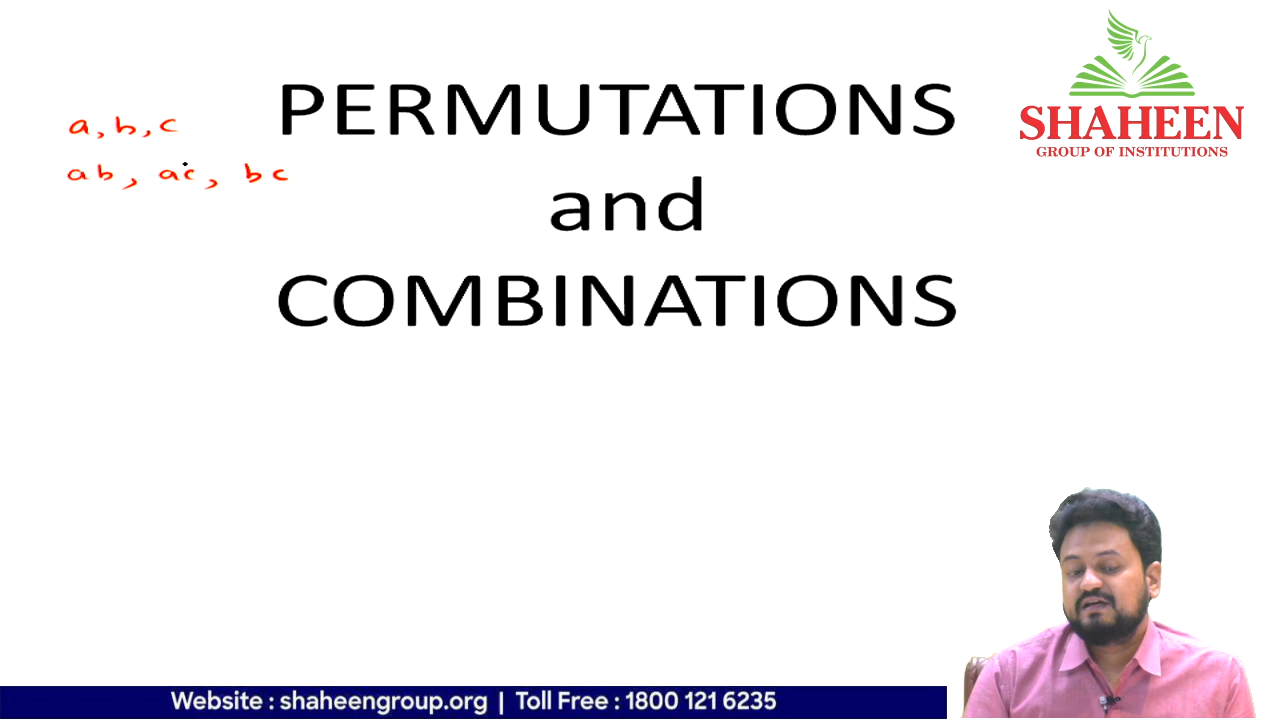 PERMUTATIONS
and
COMBINATIONS
a, b, c
ab, ac, bc
SHAHEEN
GROUP OF INSTITUTIONS
Website : shaheengroup.org | Toll Free : 1800 121 6235